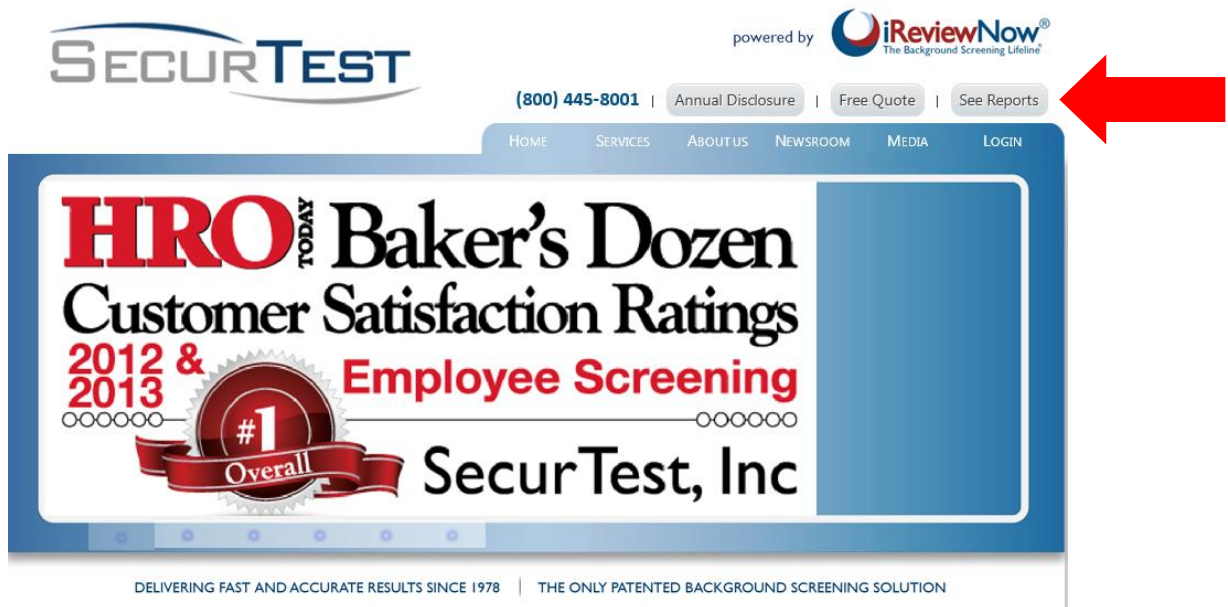 SECURTEST
powered by iReviewNow®
The Background Screening Lifeline®
(800) 445-8001 | Annual Disclosure | Free Quote | See Reports
HOME SERVICES ABOUT US NEWSROOM MEDIA LOGIN
HRO TODAY Baker's Dozen
Customer Satisfaction Ratings
2012 &
2013
Employee Screening
#1
Overall
SecurTest, Inc
DELIVERING FAST AND ACCURATE RESULTS SINCE 1978 | THE ONLY PATENTED BACKGROUND SCREENING SOLUTION